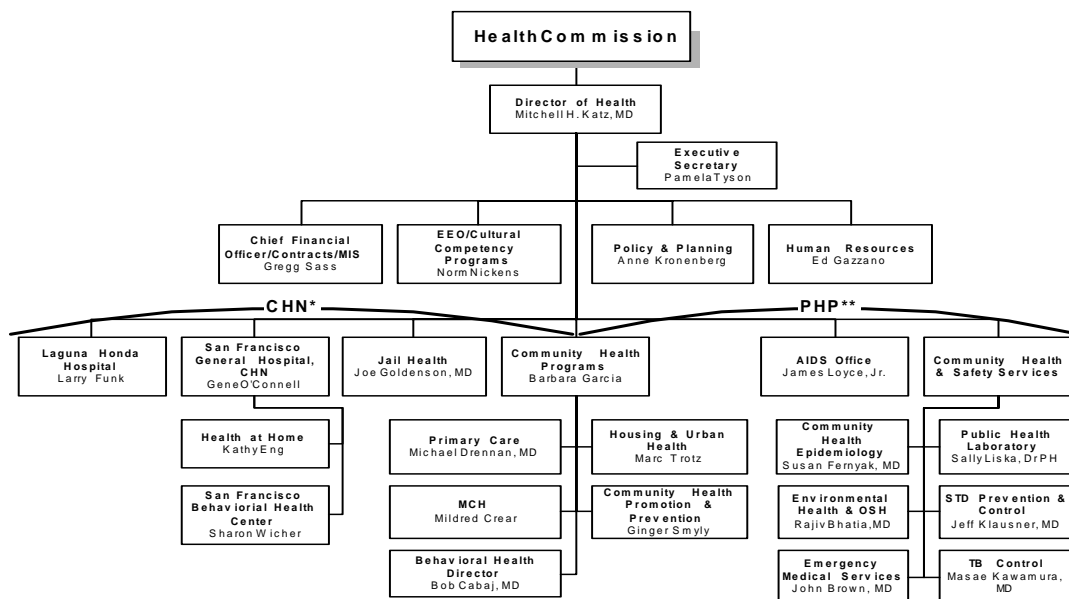 Health Commission
Director of Health
Mitchell H. Katz, MD
Executive
Secretary
Pamela Tyson
Chief Financial
Officer/Contracts/MIS
Gregg Sass
EEO/Cultural
Competency
Programs
Norm Nickens
Policy & Planning
Anne Kronenberg
Human Resources
Ed Gazzano
CHN*
PHP**
Laguna Honda
Hospital
Larry Funk
San Francisco
General Hospital,
CHN
Gene O'Connell
Jail Health
Joe Goldenson, MD
Community Health
Programs
Barbara Garcia
AIDS Office
James Loyce, Jr.
Community Health
& Safety Services
Health at Home
Kathy Eng
San Francisco
Behaviorial Health
Center
Sharon Wicher
Primary Care
Michael Drennan, MD
Housing & Urban
Health
Marc Trotz
MCH
Mildred Crear
Community Health
Promotion &
Prevention
Ginger Smyly
Behavioral Health
Director
Bob Cabaj, MD
Community
Health
Epidemiology
Susan Fernyak, MD
Public Health
Laboratory
Sally Liska, DrPH
Environmental
Health & OSH
Rajiv Bhatia, MD
STD Prevention &
Control
Jeff Klausner, MD
Emergency
Medical Services
John Brown, MD
TB Control
Masae Kawamura,
MD